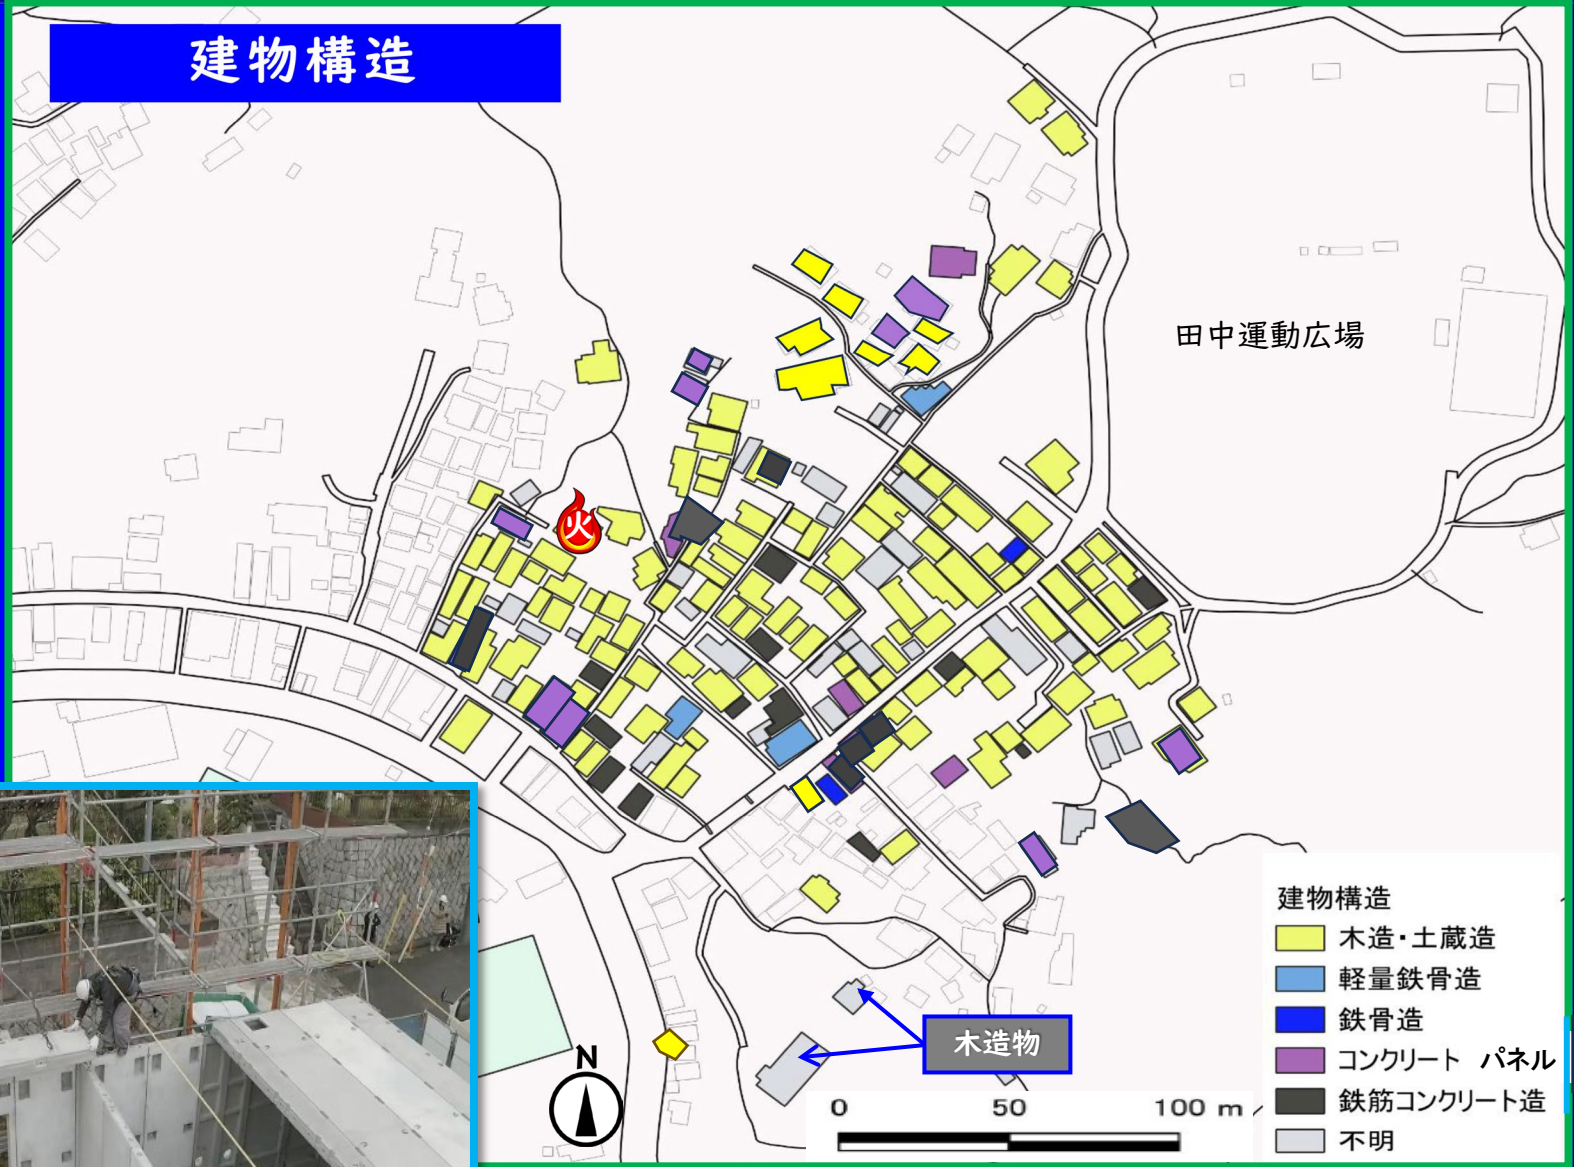 建物構造
田中運動広場
火
木造物
N
0 50 100 m
建物構造
木造・土蔵造
軽量鉄骨造
鉄骨造
コンクリート パネル
鉄筋コンクリート造
不明